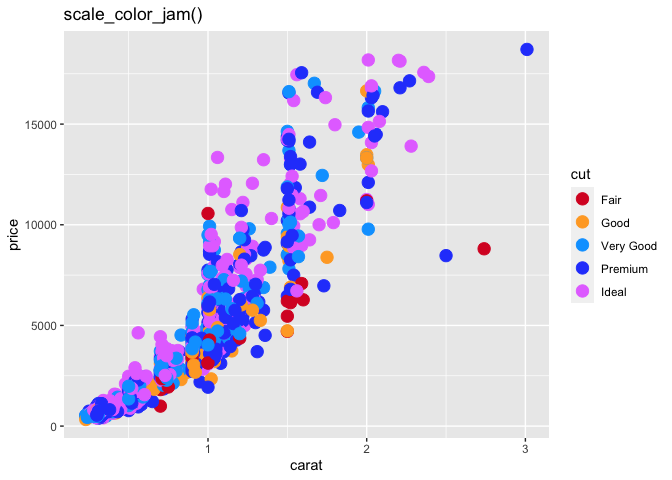 scale_color_jam()
price
15000
10000
5000
0
1
2
3
carat
cut
Fair
Good
Very Good
Premium
Ideal